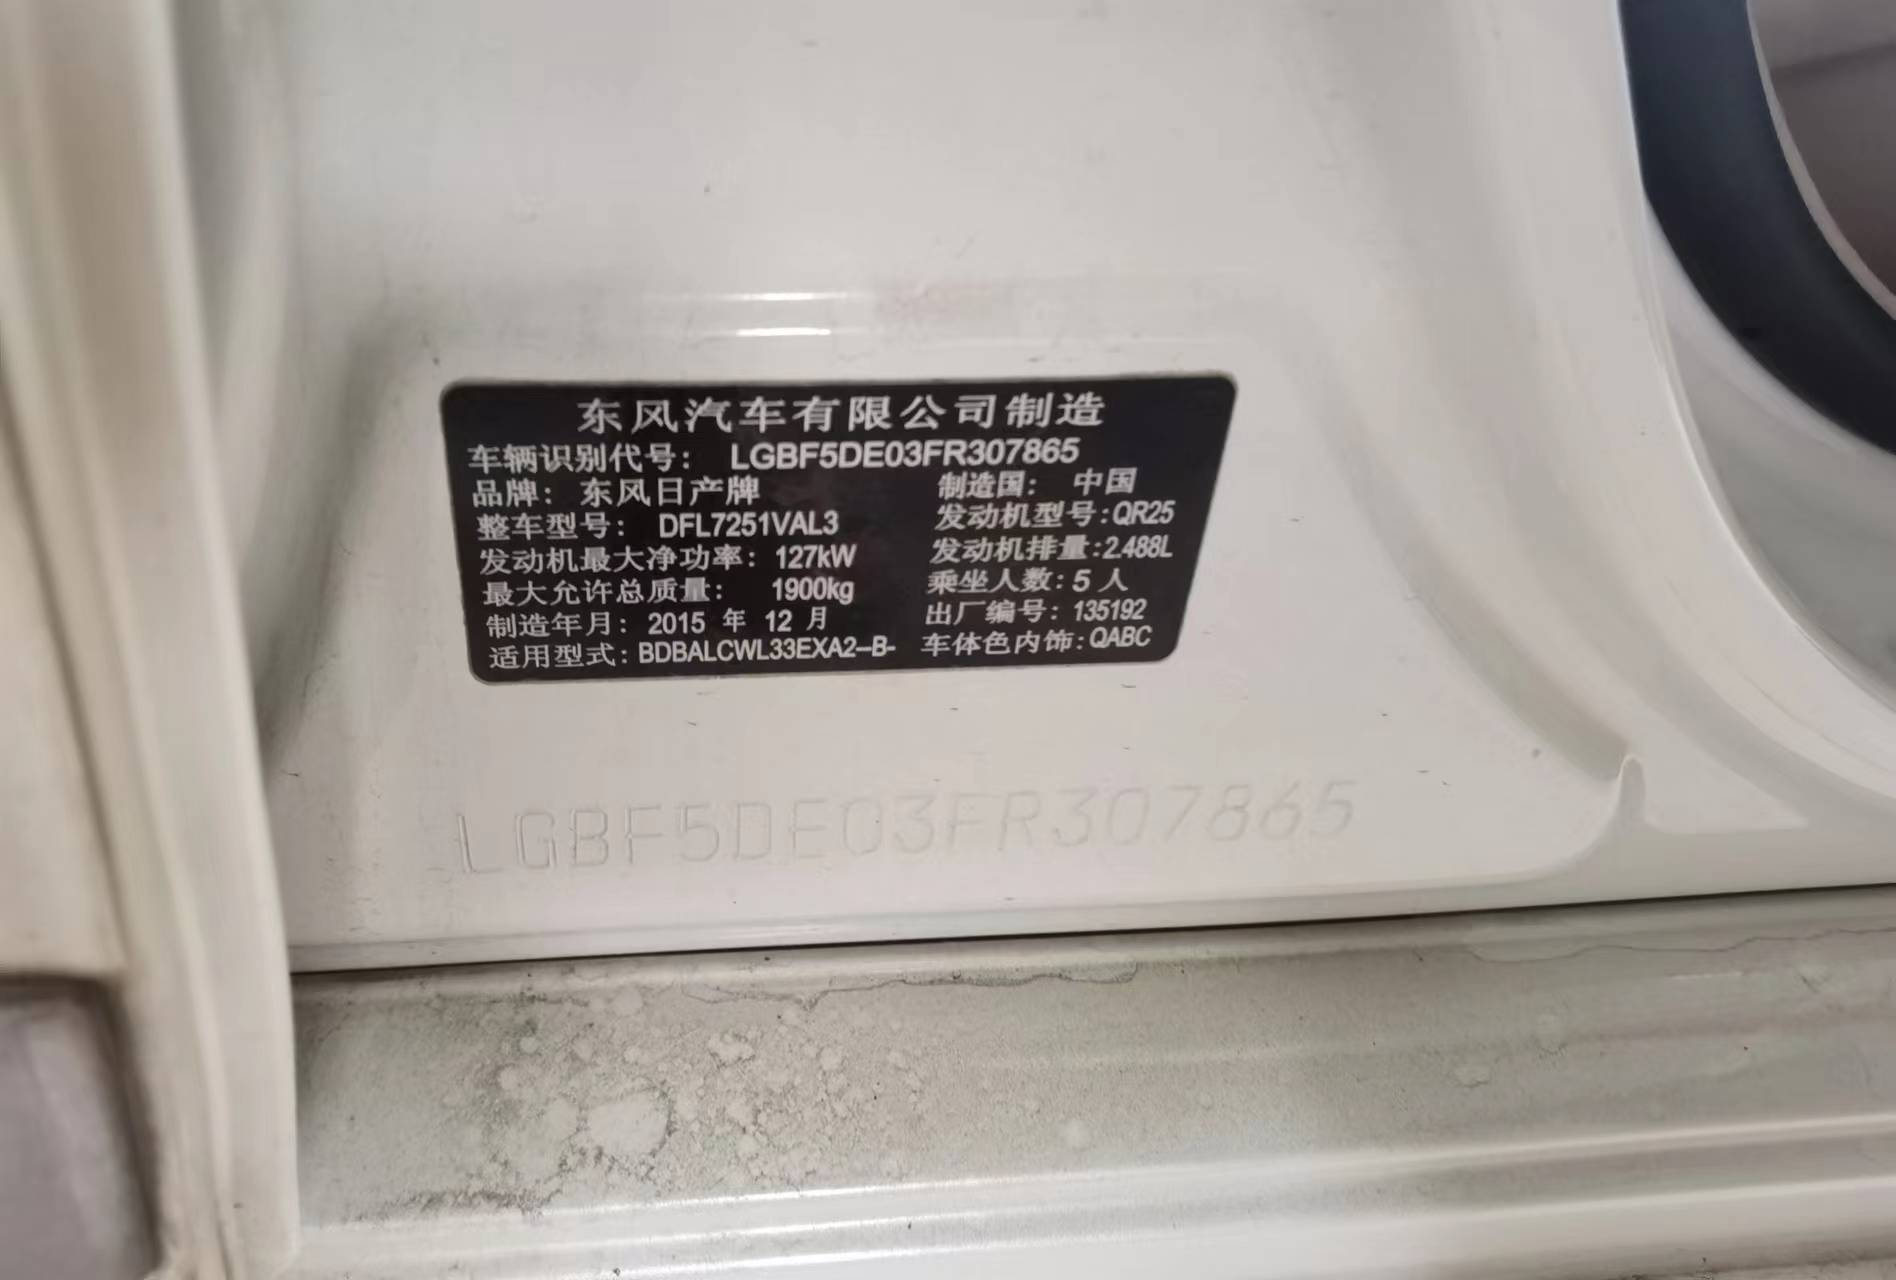 东风汽车有限公司制造
车辆识别代号： LGBF5DE03FR307865
品牌： 东风日产牌 制造国： 中国
整车型号： DFL7251VAL3 发动机型号:QR25
发动机最大净功率： 127kW 发动机排量:2.488L
最大允许总质量： 1900kg 乘坐人数: 5 人
制造年月： 2015 年 12 月 出厂编号: 135192
适用型式: BDBALCWL33EXA2-B- 车体色内饰:QABC
LGBF5DE03FR307865